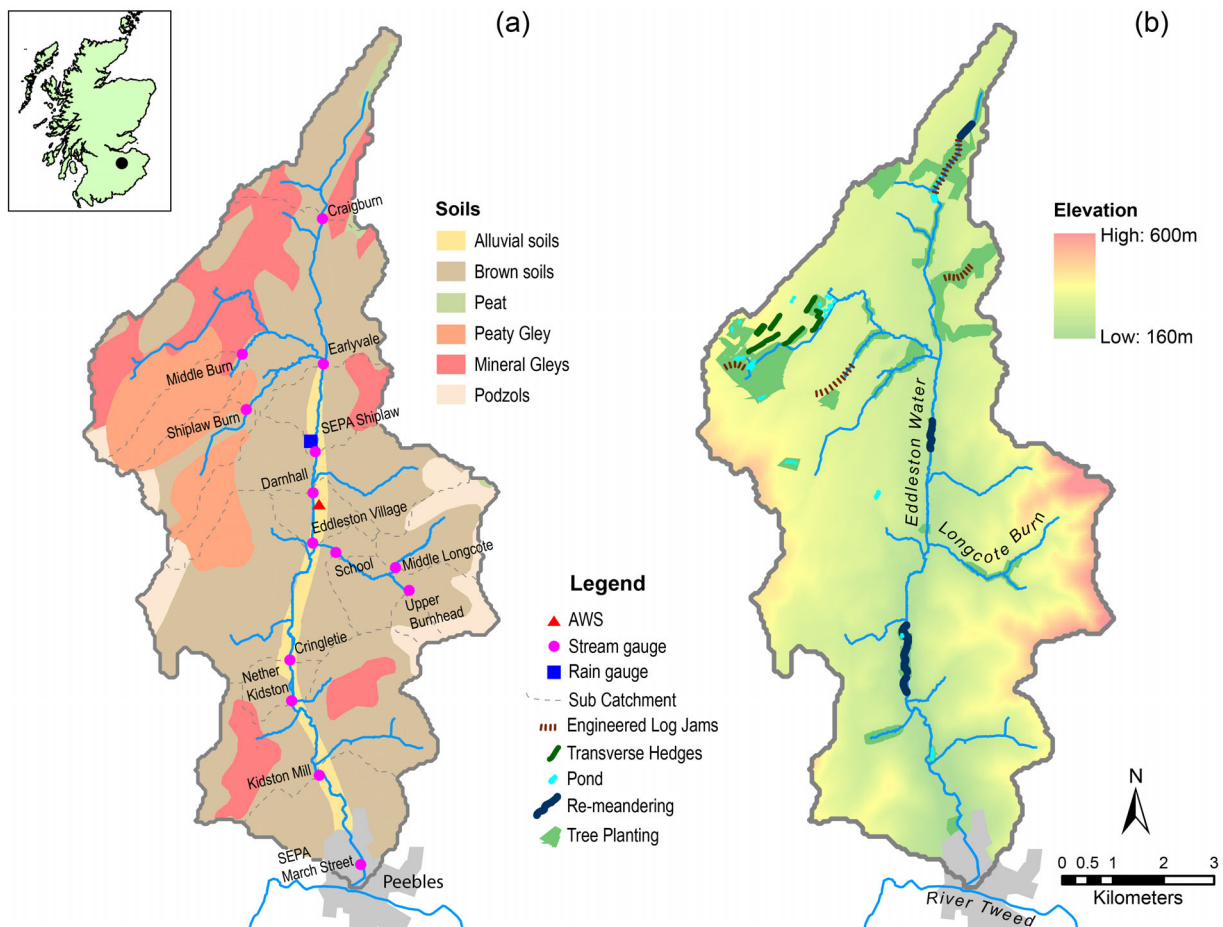 (a)
(b)
Soils
Alluvial soils
Brown soils
Peat
Peaty Gley
Mineral Gleys
Podzols
Craigburn
Earlyvale
Middle Burn
Shiplaw Burn
SEPA Shiplaw
Darnhall
Eddleston Village
School
Middle Longcote
Upper
Burnhead
Cringletie
Nether
Kidston
Kidston Mill
SEPA
March Street
Peebles
Legend
AWS
Stream gauge
Rain gauge
Sub Catchment
Engineered Log Jams
Transverse Hedges
Pond
Re-meandering
Tree Planting
Elevation
High: 600m
Low: 160m
Eddleston Water
Longcote Burn
River Tweed
N
0 0.5 1 2 3
Kilometers